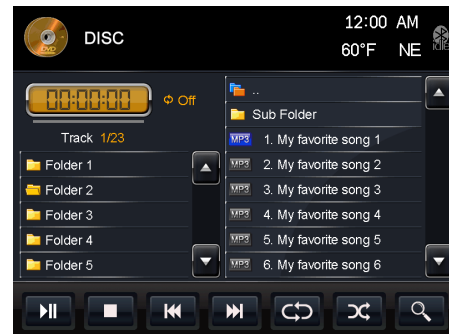 DISC
12:00 AM
60°F NE
Idle
DVD
00:00:00
Off
Track 1/23
Folder 1
Folder 2
Folder 3
Folder 4
Folder 5
..
Sub Folder
MP3 1. My favorite song 1
MP3 2. My favorite song 2
MP3 3. My favorite song 3
MP3 4. My favorite song 4
MP3 5. My favorite song 5
MP3 6. My favorite song 6